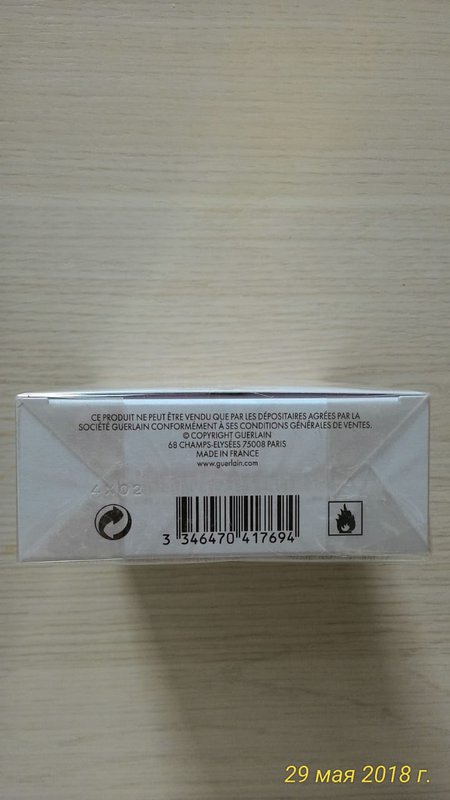 CE PRODUIT NE PEUT ÊTRE VENDU QUE PAR LES DÉPOSITAIRES AGRÉES PAR LA
SOCIÉTÉ GUERLAIN CONFORMÉMENT À SES CONDITIONS GÉNÉRALES DE VENTES.
© COPYRIGHT GUERLAIN
68 CHAMPS-ELYSÉES 75008 PARIS
MADE IN FRANCE
www.guerlain.com
4X02
3 346470 417694
29 мая 2018 г.